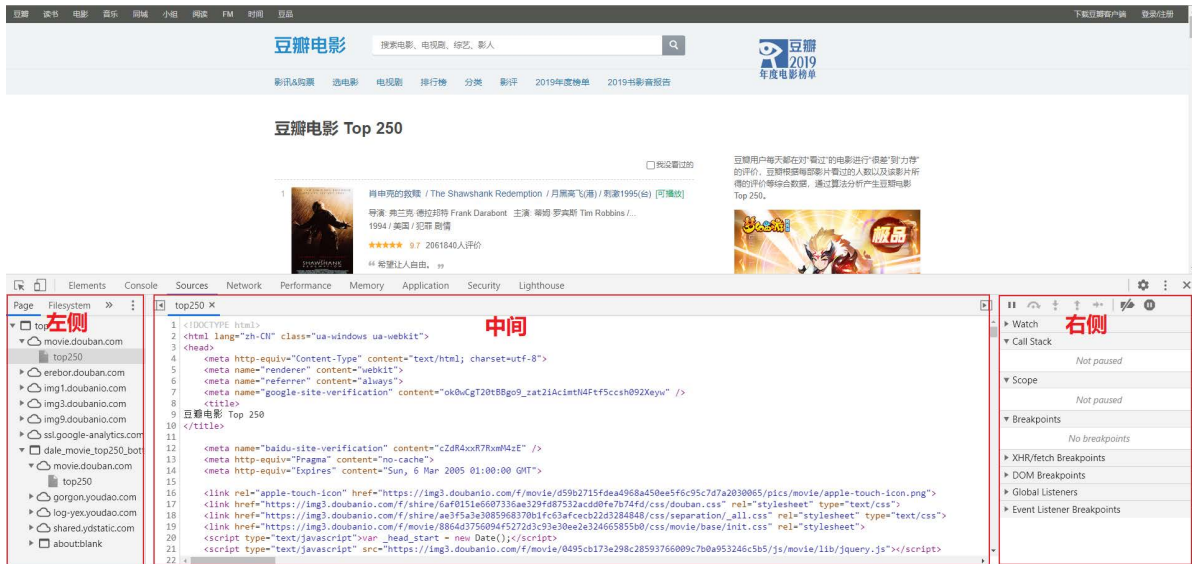 豆瓣 读书 电影 音乐 同城 小组 阅读 FM 时间 豆品 下载豆瓣客户端 登录/注册
豆瓣电影 搜索电影、电视剧、综艺、影人
豆瓣
2019
年度电影榜单
影讯&购票 选电影 电视剧 排行榜 分类 影评 2019年度榜单 2019书影音报告
豆瓣电影 Top 250
我没看过的
豆瓣用户每天都在对“看过”的电影进行“很差”到“力荐”
的评价，豆瓣根据每部影片看过的人数以及该影片所
得的评价等综合数据，通过算法分析产生豆瓣电影
Top 250。
1 肖申克的救赎 / The Shawshank Redemption / 月黑高飞(港) / 刺激1995(台) [可播放]
导演: 弗兰克·德拉邦特 Frank Darabont 主演: 蒂姆·罗宾斯 Tim Robbins /...
1994 / 美国 / 犯罪 剧情
9.7 2061840人评价
“ 希望让人自由。 ”
SHAWSHANK
极品
Elements Console Sources Network Performance Memory Application Security Lighthouse
Page Filesystem »
左侧
top
movie.douban.com
top250
erebor.douban.com
img1.doubanio.com
img3.doubanio.com
img9.doubanio.com
ssl.google-analytics.com
dale_movie_top250_bott
movie.douban.com
top250
gorgon.youdao.com
log-yex.youdao.com
shared.ydstatic.com
about:blank
top250 ×
中间
1 <!DOCTYPE html>
2 <html lang="zh-CN" class="ua-windows ua-webkit">
3 <head>
4 <meta http-equiv="Content-Type" content="text/html; charset=utf-8">
5 <meta name="renderer" content="webkit">
6 <meta name="referrer" content="always">
7 <meta name="google-site-verification" content="ok0wCgT20tBBgo9_zat2iAcimtN4Ftf5ccsh092Xeyw" />
8 <title>
9 豆瓣电影 Top 250
10 </title>
11
12 <meta name="baidu-site-verification" content="cZdR4xxR7RxmM4zE" />
13 <meta http-equiv="Pragma" content="no-cache">
14 <meta http-equiv="Expires" content="Sun, 6 Mar 2005 01:00:00 GMT">
15
16 <link rel="apple-touch-icon" href="https://img3.doubanio.com/f/movie/d59b2715fdea4968a450ee5f6c95c7d7a2030065/pics/movie/apple-touch-icon.png">
17 <link href="https://img3.doubanio.com/f/shire/6af0151e6607336ae329fd87532acdd0fe7b74fd/css/douban.css" rel="stylesheet" type="text/css">
18 <link href="https://img3.doubanio.com/f/shire/ae3f5a3e3085968370b1fc63afcecb22d3284848/css/separation/_all.css" rel="stylesheet" type="text/css">
19 <link href="https://img3.doubanio.com/f/movie/8864d3756094f5272d3c93e30ee2e324665855b0/css/movie/base/init.css" rel="stylesheet">
20 <script type="text/javascript">var _head_start = new Date();</script>
21 <script type="text/javascript" src="https://img3.doubanio.com/f/movie/0495cb173e298c28593766009c7b0a953246c5b5/js/movie/lib/jquery.js"></script>
22
右侧
Watch
Call Stack
Not paused
Scope
Not paused
Breakpoints
No breakpoints
XHR/fetch Breakpoints
DOM Breakpoints
Global Listeners
Event Listener Breakpoints